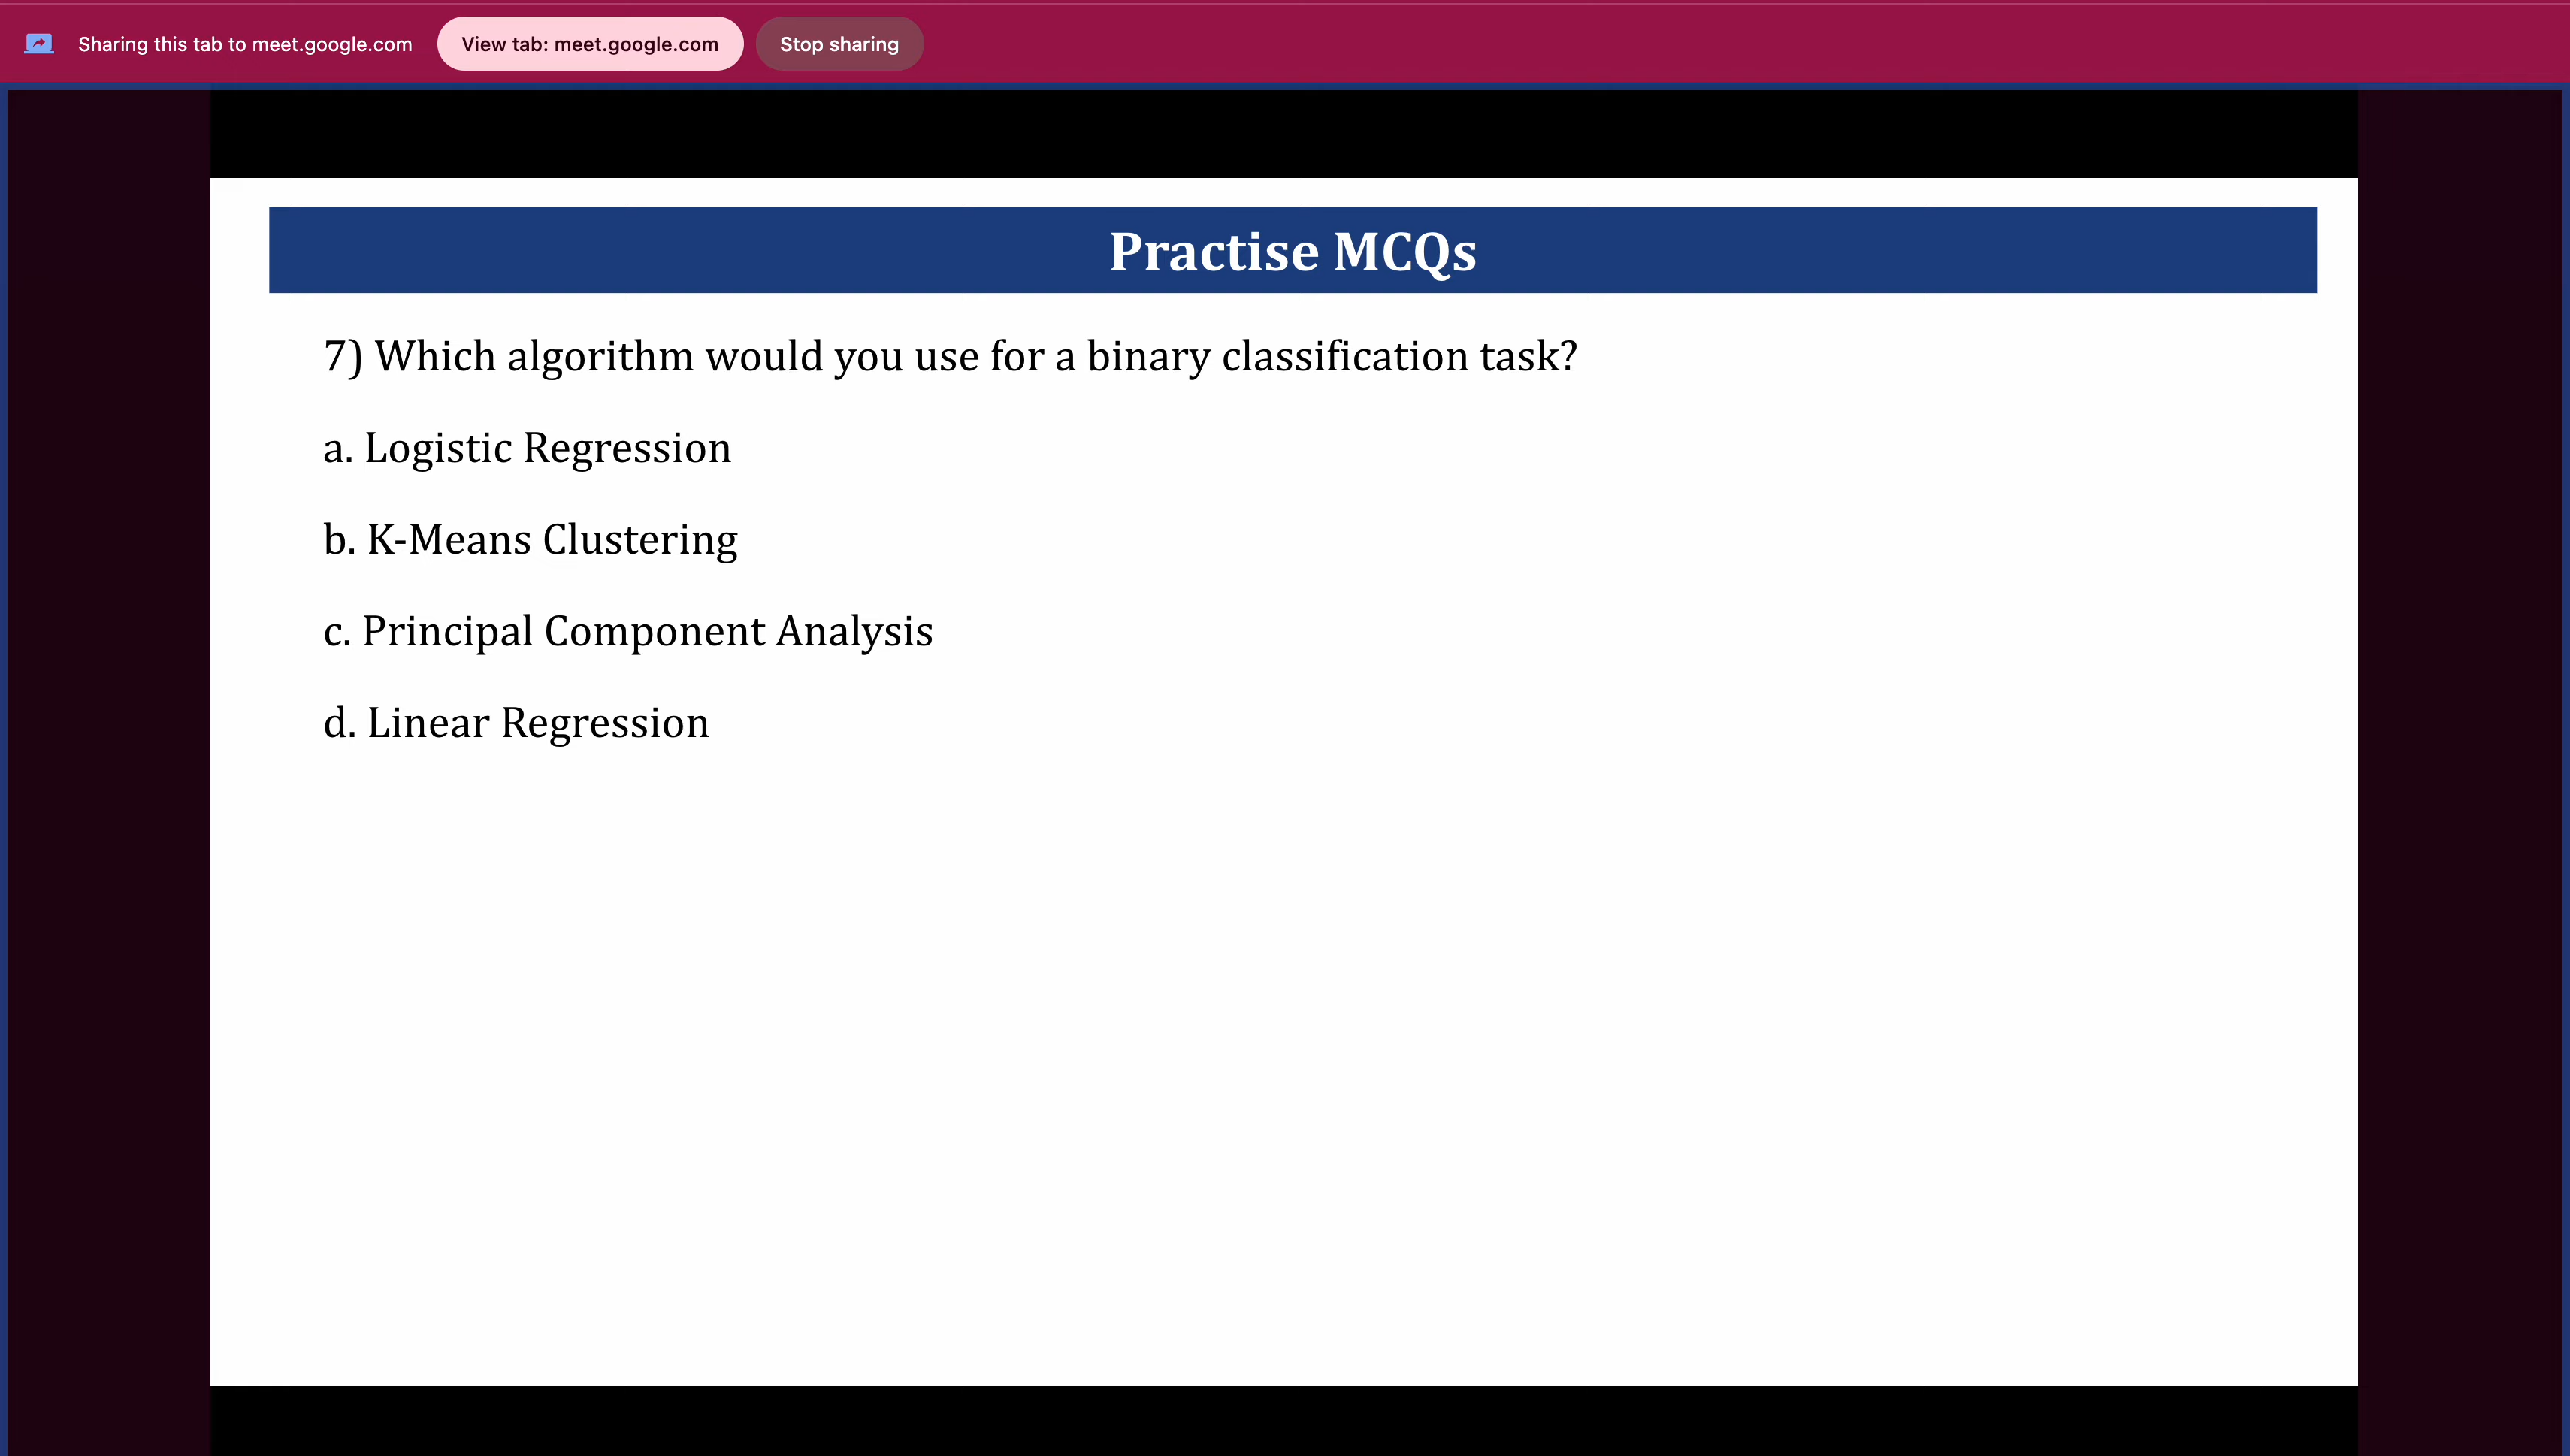 Sharing this tab to meet.google.com View tab: meet.google.com Stop sharing
Practise MCQs
7) Which algorithm would you use for a binary classification task?
a. Logistic Regression
b. K-Means Clustering
c. Principal Component Analysis
d. Linear Regression